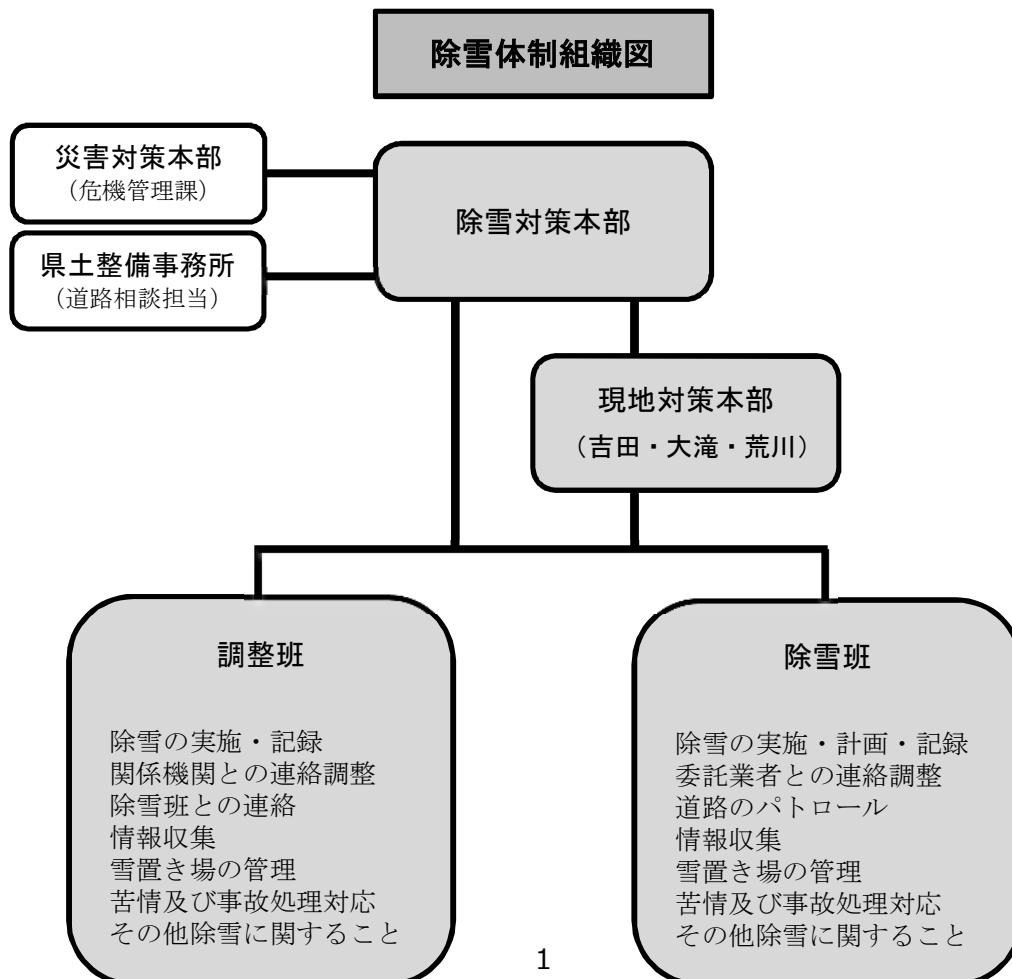 除雪体制組織図
災害対策本部
（危機管理課）
県土整備事務所
（道路相談担当）
除雪対策本部
現地対策本部
（吉田・大滝・荒川）
調整班
除雪の実施・記録
関係機関との連絡調整
除雪班との連絡
情報収集
雪置き場の管理
苦情及び事故処理対応
その他除雪に関すること
除雪班
除雪の実施・計画・記録
委託業者との連絡調整
道路のパトロール
情報収集
雪置き場の管理
苦情及び事故処理対応
その他除雪に関すること
1